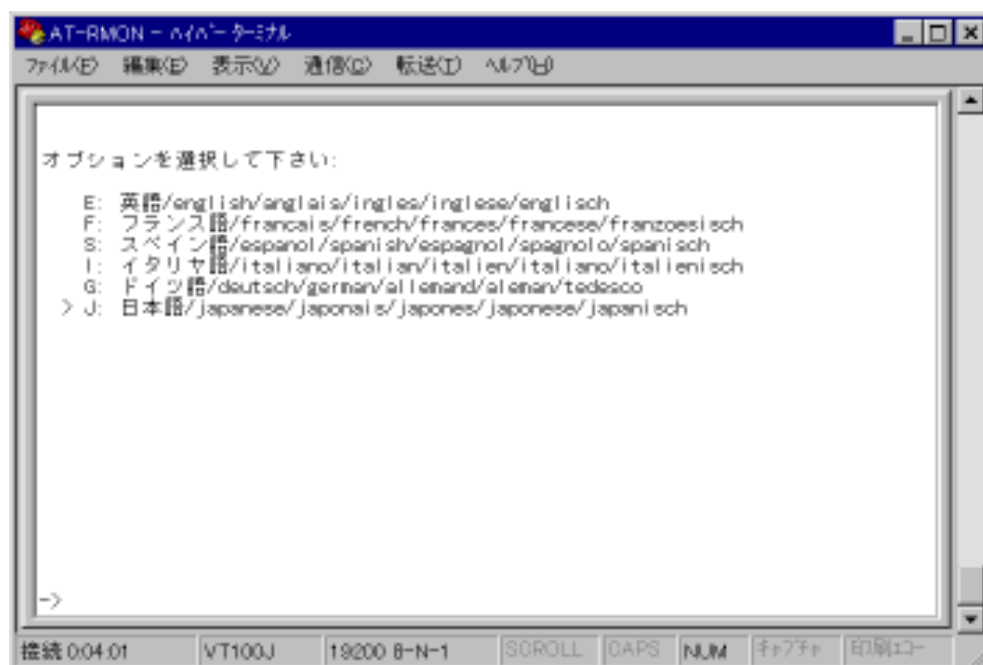 AT-RMON - ﾊｲﾊﾟｰ ﾀｰﾐﾅﾙ
ﾌｧｲﾙ(F) 編集(E) 表示(V) 通信(C) 転送(T) ﾍﾙﾌﾟ(H)
オプションを選択して下さい:
E: 英語/english/anglais/ingles/inglese/englisch
F: フランス語/francais/french/frances/francese/franzoesisch
S: スペイン語/espanol/spanish/espagnol/spagnolo/spanisch
I: イタリヤ語/italiano/italian/italien/italiano/italienisch
G: ドイツ語/deutsch/german/allemand/aleman/tedesco
> J: 日本語/japanese/japonais/japones/japonese/japanisch
->
接続 0:04:01 VT100J 19200 8-N-1 SCROLL CAPS NUM ｷｬﾌﾟﾁｬ 印刷ｴｺｰ